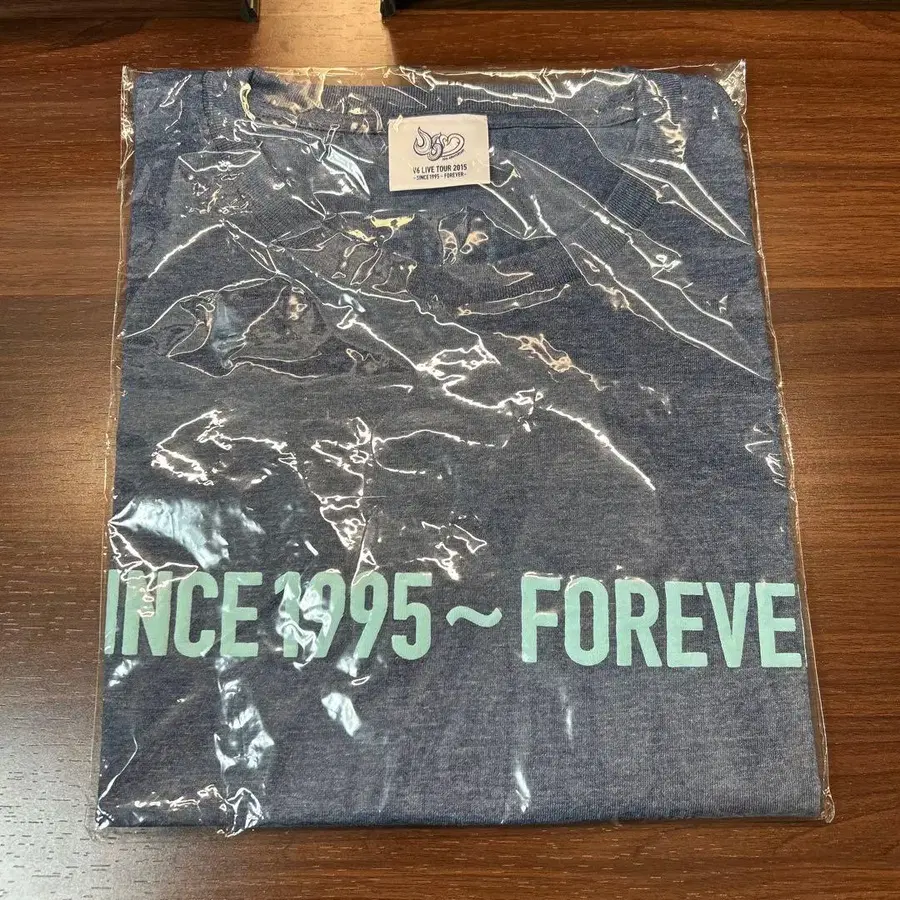 V6 LIVE TOUR 2015
-SINCE 1995~FOREVER-
INCE 1995~FOREVE